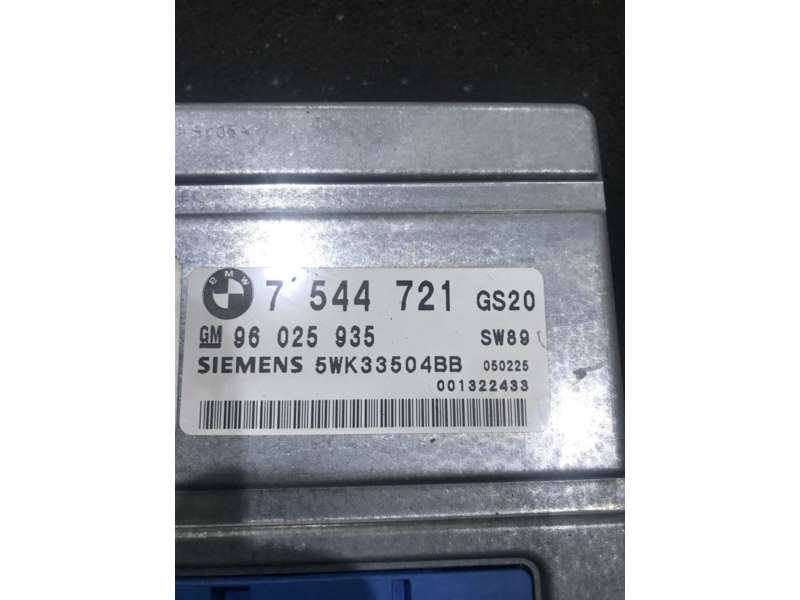 BMW 7 544 721 GS20
GM 96 025 935 SW89
SIEMENS 5WK33504BB 050225
001322433